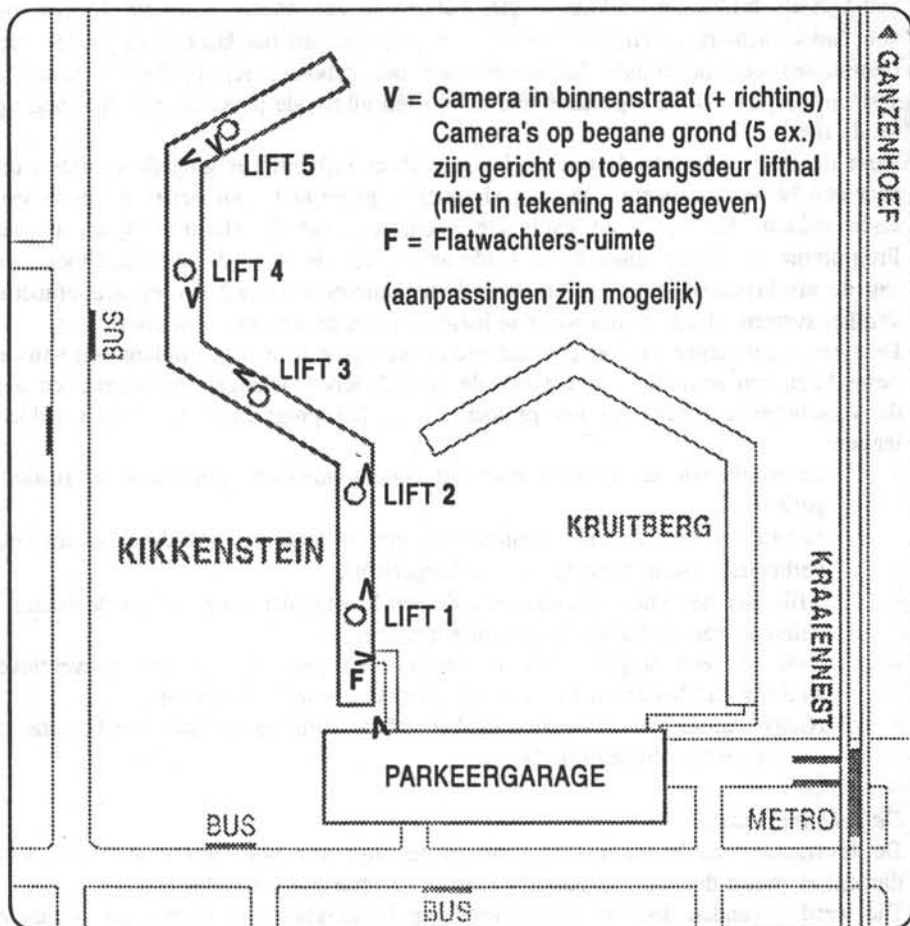 V = Camera in binnenstraat (+ richting)
Camera's op begane grond (5 ex.)
zijn gericht op toegangsdeur lifthal
(niet in tekening aangegeven)
F = Flatwachters-ruimte
(aanpassingen zijn mogelijk)
GANZENHOEF
V
V
LIFT 5
LIFT 4
V
BUS
V
LIFT 3
V
LIFT 2
KIKKENSTEIN
KRUITBERG
V
LIFT 1
V
F
V
KRAAIENNEST
PARKEERGARAGE
METRO
BUS
BUS